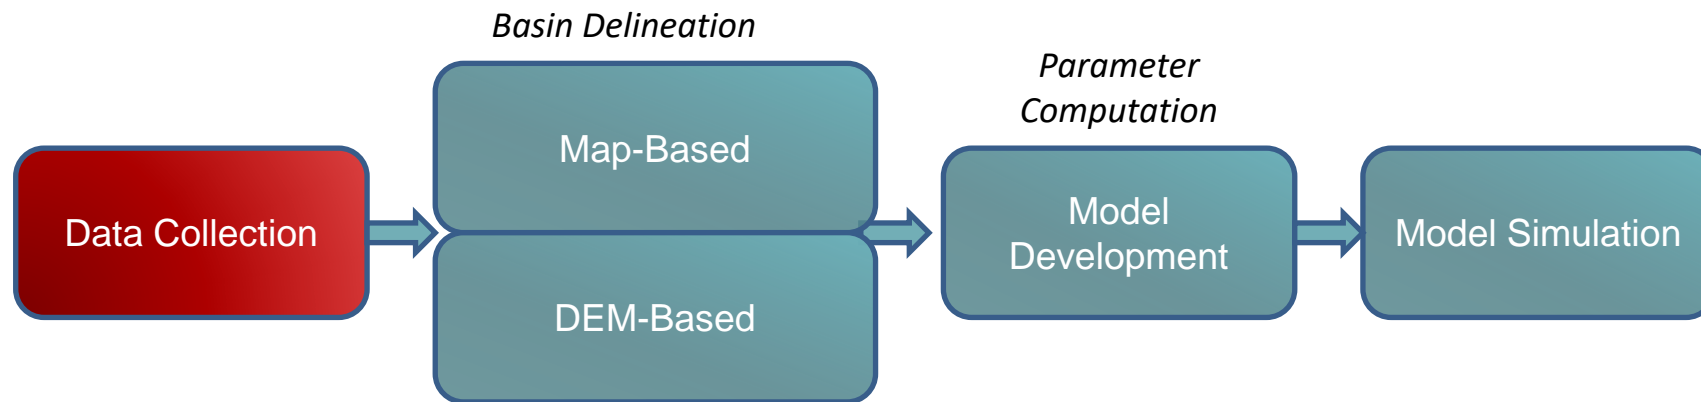 Basin Delineation
Parameter
Computation
Map-Based
Data Collection
Model
Development
Model Simulation
DEM-Based